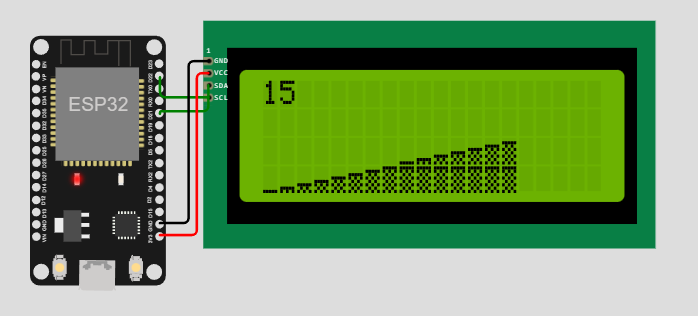 1
GND
VCC
SDA
SCL
15
ESP32
EN
VP
VN
D34
D35
D32
D33
D25
D26
D27
D14
D12
D13
GND
VIN
D23
D22
TX0
RX0
D21
D19
D18
D5
TX2
RX2
D4
D2
D15
GND
3V3